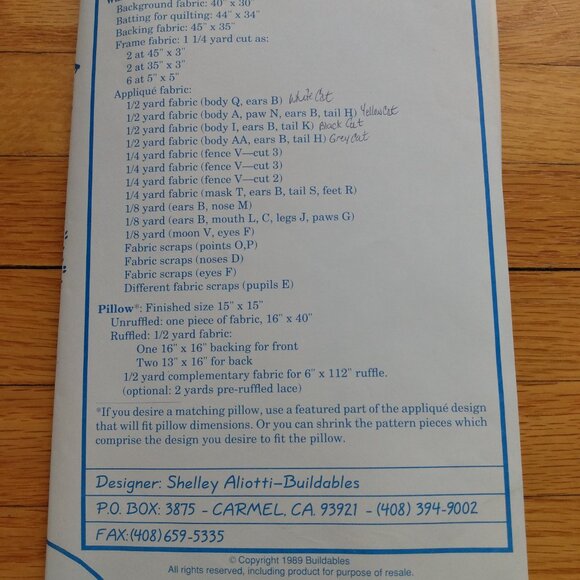 Background fabric: 40" x 30"
Batting for quilting: 44" x 34"
Backing fabric: 45" x 35"
Frame fabric: 1 1/4 yard cut as:
2 at 45" x 3"
2 at 35" x 3"
6 at 5" x 5"
Appliqué fabric:
1/2 yard fabric (body Q, ears B) White Cat
1/2 yard fabric (body A, paw N, ears B, tail H) Yellow Cat
1/2 yard fabric (body I, ears B, tail K) Black Cat
1/2 yard fabric (body AA, ears B, tail H) Grey Cat
1/4 yard fabric (fence V—cut 3)
1/4 yard fabric (fence V—cut 3)
1/4 yard fabric (fence V—cut 2)
1/4 yard fabric (mask T, ears B, tail S, feet R)
1/8 yard (ears B, nose M)
1/8 yard (ears B, mouth L, C, legs J, paws G)
1/8 yard (moon V, eyes F)
Fabric scraps (points O,P)
Fabric scraps (noses D)
Fabric scraps (eyes F)
Different fabric scraps (pupils E)
Pillow*: Finished size 15" x 15"
Unruffled: one piece of fabric, 16" x 40"
Ruffled: 1/2 yard fabric:
One 16" x 16" backing for front
Two 13" x 16" for back
1/2 yard complementary fabric for 6" x 112" ruffle.
(optional: 2 yards pre-ruffled lace)
*If you desire a matching pillow, use a featured part of the appliqué design
that will fit pillow dimensions. Or you can shrink the pattern pieces which
comprise the design you desire to fit the pillow.
Designer: Shelley Aliotti–Buildables
P.O. BOX: 3875 - CARMEL, CA. 93921 - (408) 394-9002
FAX:(408)659-5335
© Copyright 1989 Buildables
All rights reserved, including product for purpose of resale.